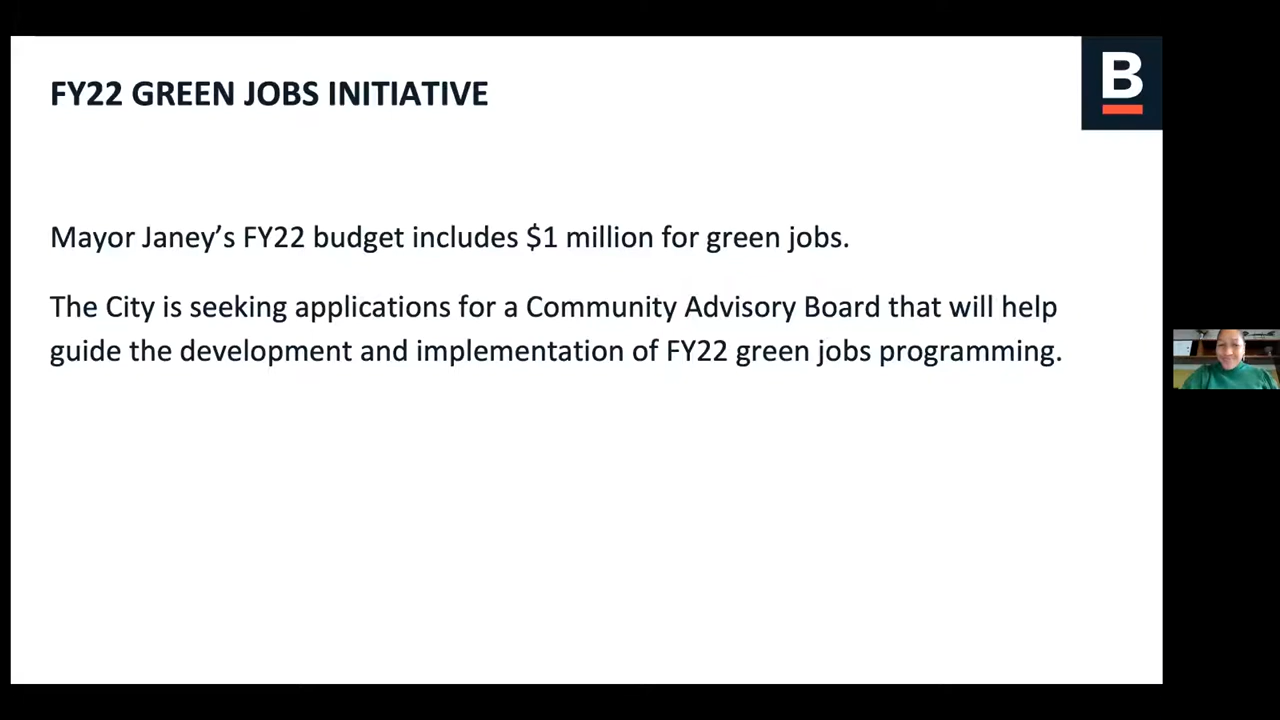 FY22 GREEN JOBS INITIATIVE
B
Mayor Janey’s FY22 budget includes $1 million for green jobs.
The City is seeking applications for a Community Advisory Board that will help
guide the development and implementation of FY22 green jobs programming.